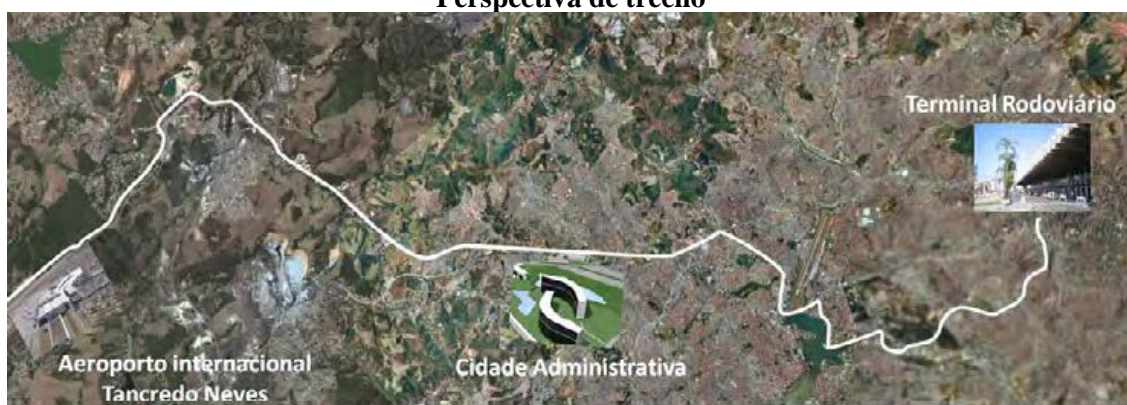 Perspectiva de trecho
Terminal Rodoviário
Aeroporto internacional
Tancredo Neves
Cidade Administrativa